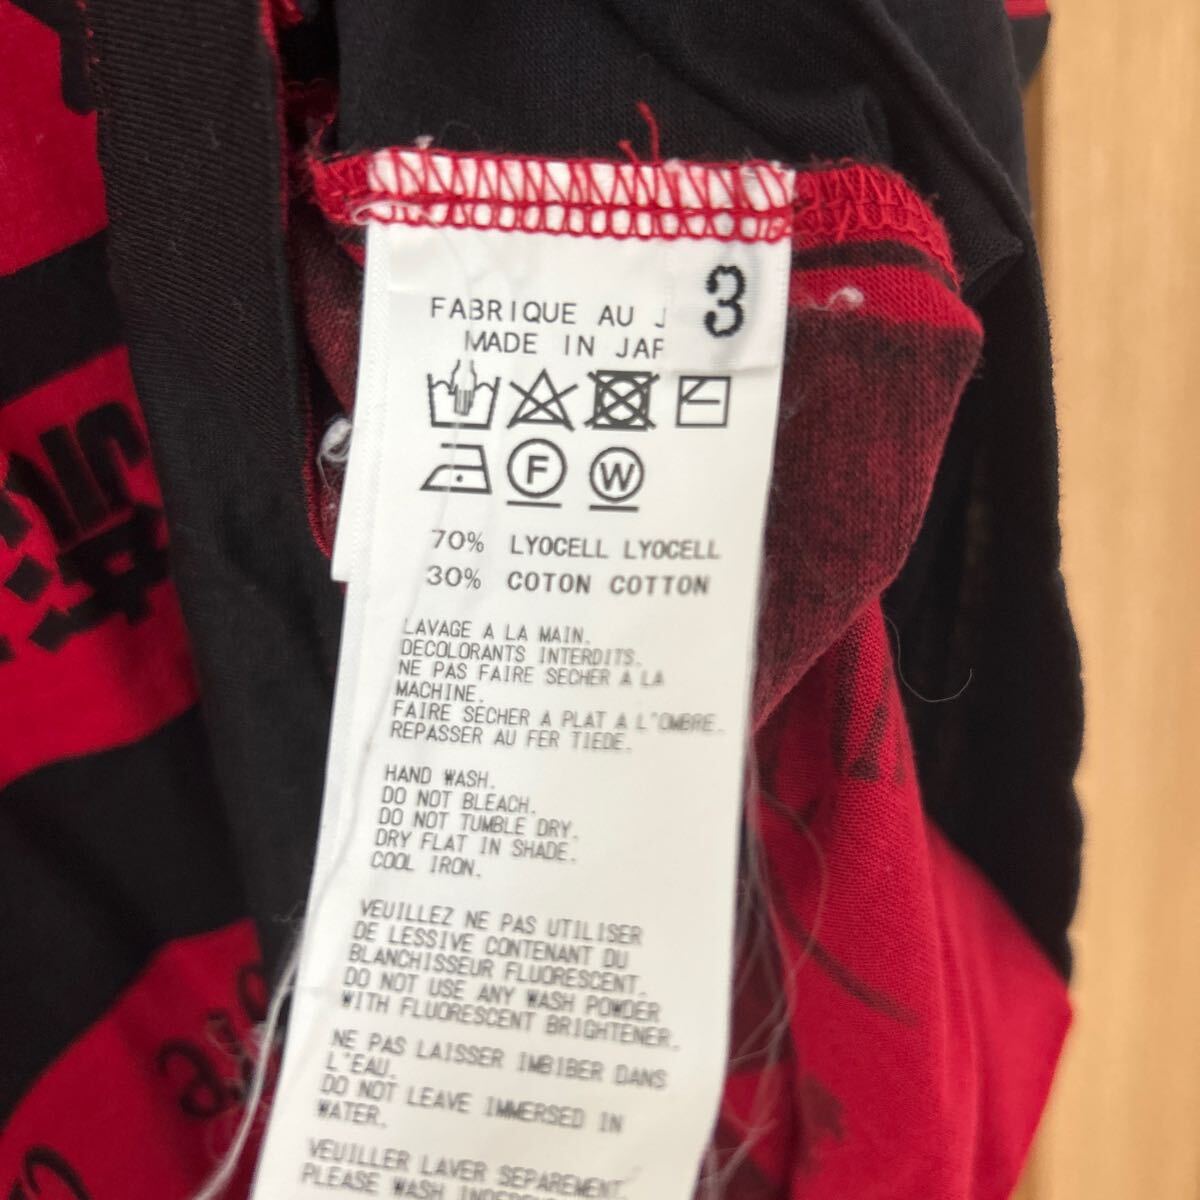 3
FABRIQUE AU J
MADE IN JAP
F
W
70% LYOCELL LYOCELL
30% COTON COTTON
LAVAGE A LA MAIN.
DECOLORANTS INTERDITS.
NE PAS FAIRE SECHER A LA
MACHINE.
FAIRE SECHER A PLAT A L'OMBRE.
REPASSER AU FER TIEDE.
HAND WASH.
DO NOT BLEACH.
DO NOT TUMBLE DRY.
DRY FLAT IN SHADE.
COOL IRON.
VEUILLEZ NE PAS UTILISER
DE LESSIVE CONTENANT DU
BLANCHISSEUR FLUORESCENT.
DO NOT USE ANY WASH POWDER
WITH FLUORESCENT BRIGHTENER.
NE PAS LAISSER IMBIBER DANS
L'EAU.
DO NOT LEAVE IMMERSED IN
WATER.
VEUILLER LAVER SEPAREMENT.
PLEASE WASH